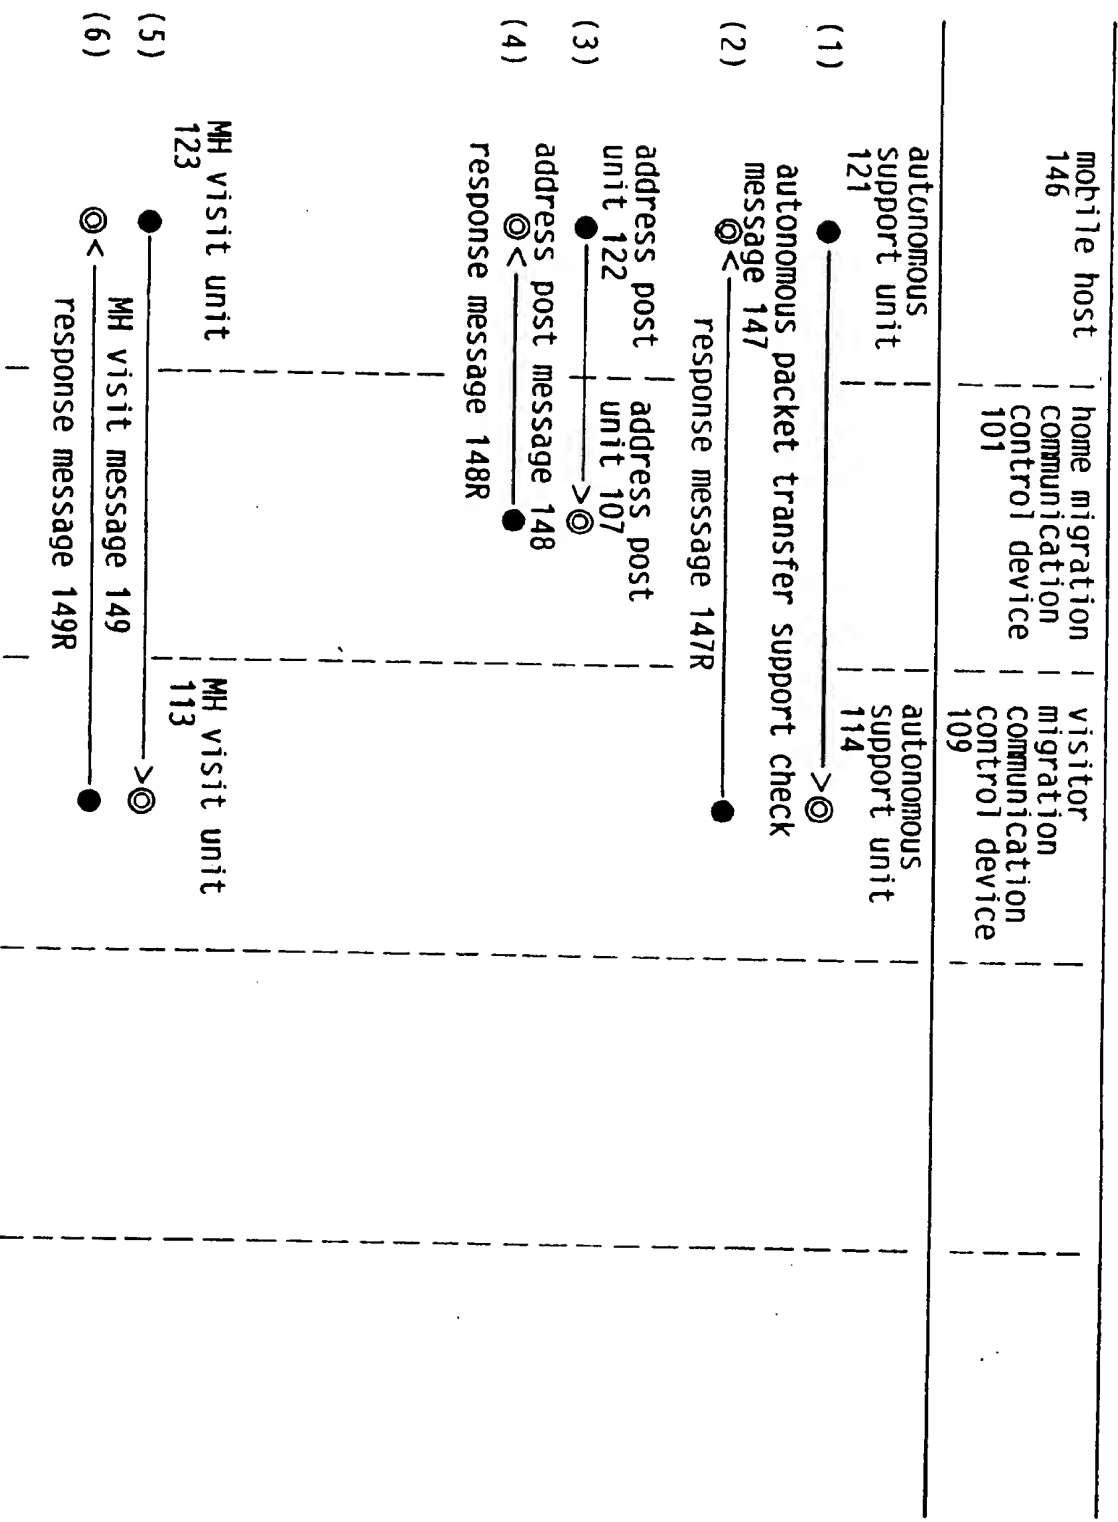 mobile host
146
home migration
communication
control device
101
visitor
migration
communication
control device
109
autonomous
support unit
121
autonomous
support unit
114
(1)
autonomous packet transfer support check
message 147
(2)
response message 147R
address post
unit 122
address post
unit 107
(3)
address post message 148
(4)
response message 148R
MH visit unit
123
MH visit unit
113
(5)
MH visit message 149
(6)
response message 149R